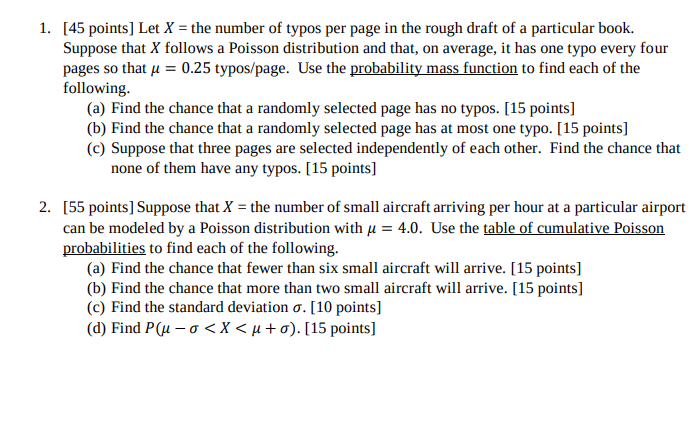 1. [45 points] Let X = the number of typos per page in the rough draft of a particular book.
Suppose that X follows a Poisson distribution and that, on average, it has one typo every four
pages so that μ = 0.25 typos/page. Use the probability mass function to find each of the
following.
(a) Find the chance that a randomly selected page has no typos. [15 points]
(b) Find the chance that a randomly selected page has at most one typo. [15 points]
(c) Suppose that three pages are selected independently of each other. Find the chance that
none of them have any typos. [15 points]
2. [55 points] Suppose that X = the number of small aircraft arriving per hour at a particular airport
can be modeled by a Poisson distribution with μ = 4.0. Use the table of cumulative Poisson
probabilities to find each of the following.
(a) Find the chance that fewer than six small aircraft will arrive. [15 points]
(b) Find the chance that more than two small aircraft will arrive. [15 points]
(c) Find the standard deviation σ. [10 points]
(d) Find P(μ − σ < X < μ + σ). [15 points]